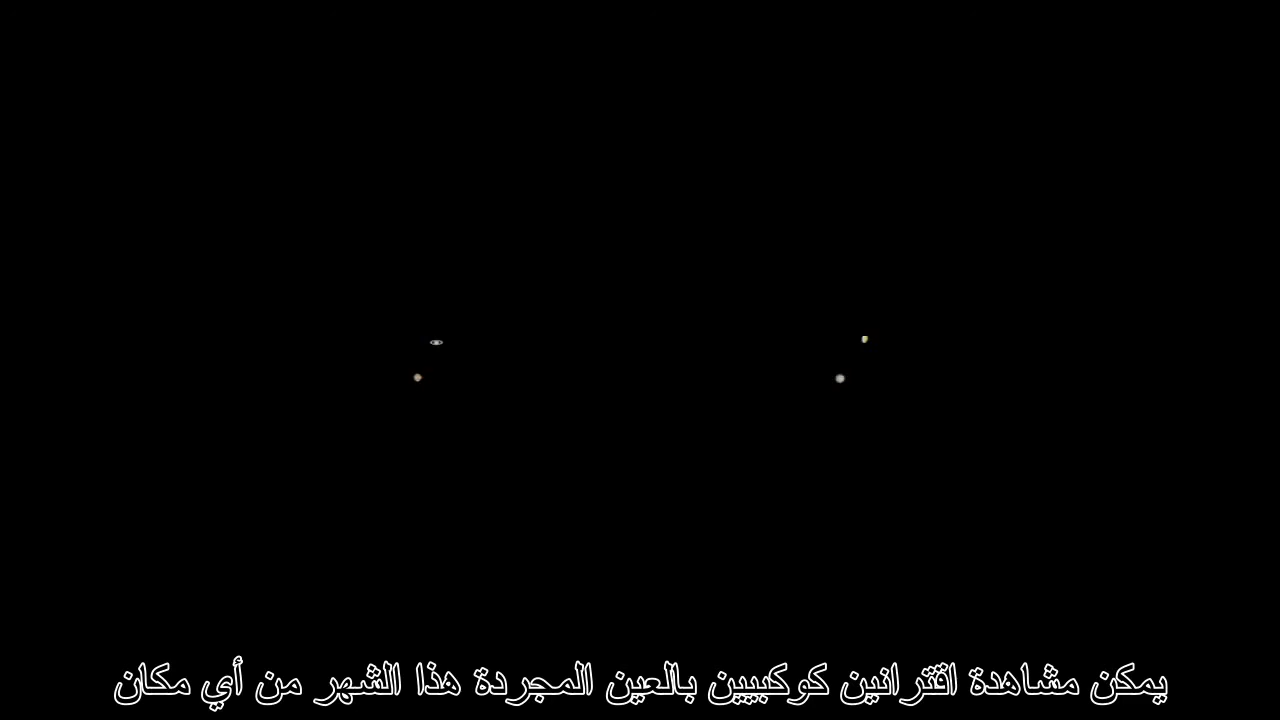 يمكن مشاهدة اقترانين كوكبيين بالعين المجردة هذا الشهر من أي مكان